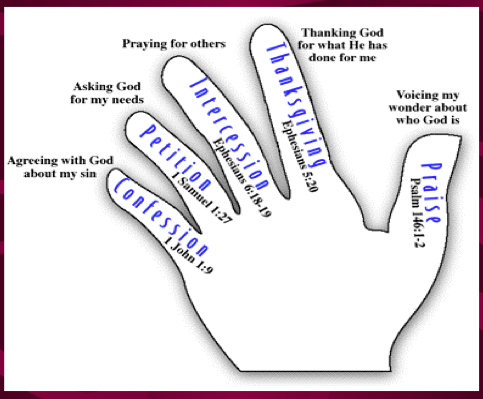 Agreeing with God
about my sin
Confession
1 John 1:9
Asking God
for my needs
Petition
1 Samuel 1:27
Praying for others
Intercession
Ephesians 6:18-19
Thanking God
for what He has
done for me
Thanksgiving
Ephesians 5:20
Voicing my
wonder about
who God is
Praise
Psalm 146:1-2